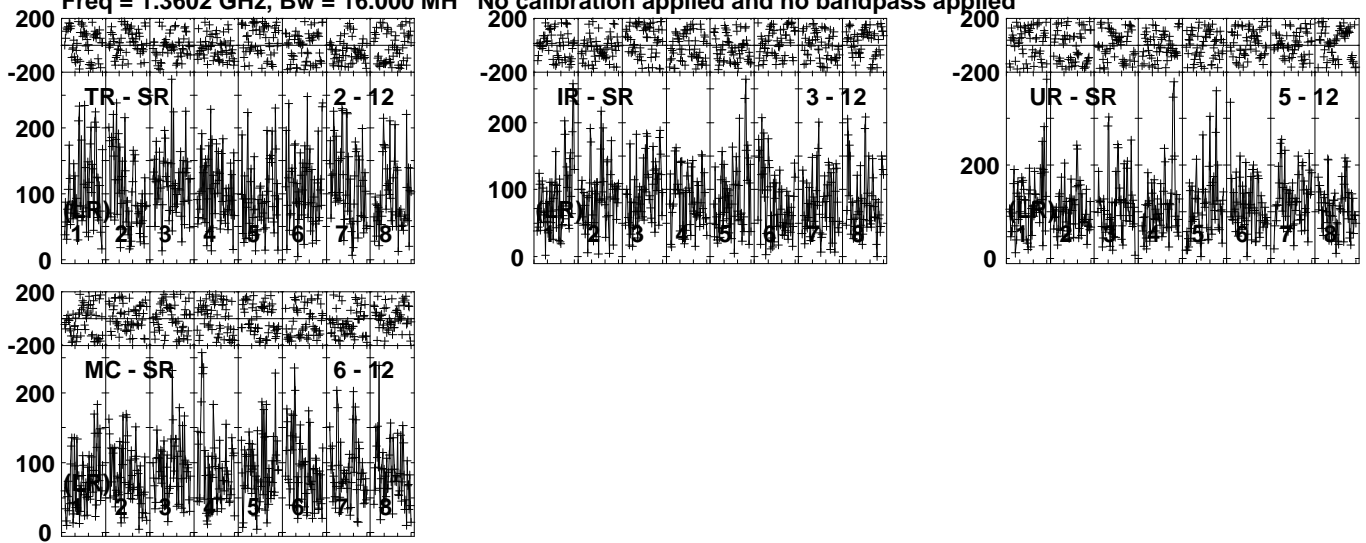 Freq = 1.3602 GHz, Bw = 16.000 MH No calibration applied and no bandpass applied
200
-200
TR - SR 2 - 12
200
100
0
(LR)
1 2 3 4 5 6 7 8
200
-200
IR - SR 3 - 12
200
100
0
(LR)
1 2 3 4 5 6 7 8
200
-200
UR - SR 5 - 12
200
0
(LR)
1 2 3 4 5 6 7 8
200
-200
MC - SR 6 - 12
200
100
0
(LR)
1 2 3 4 5 6 7 8